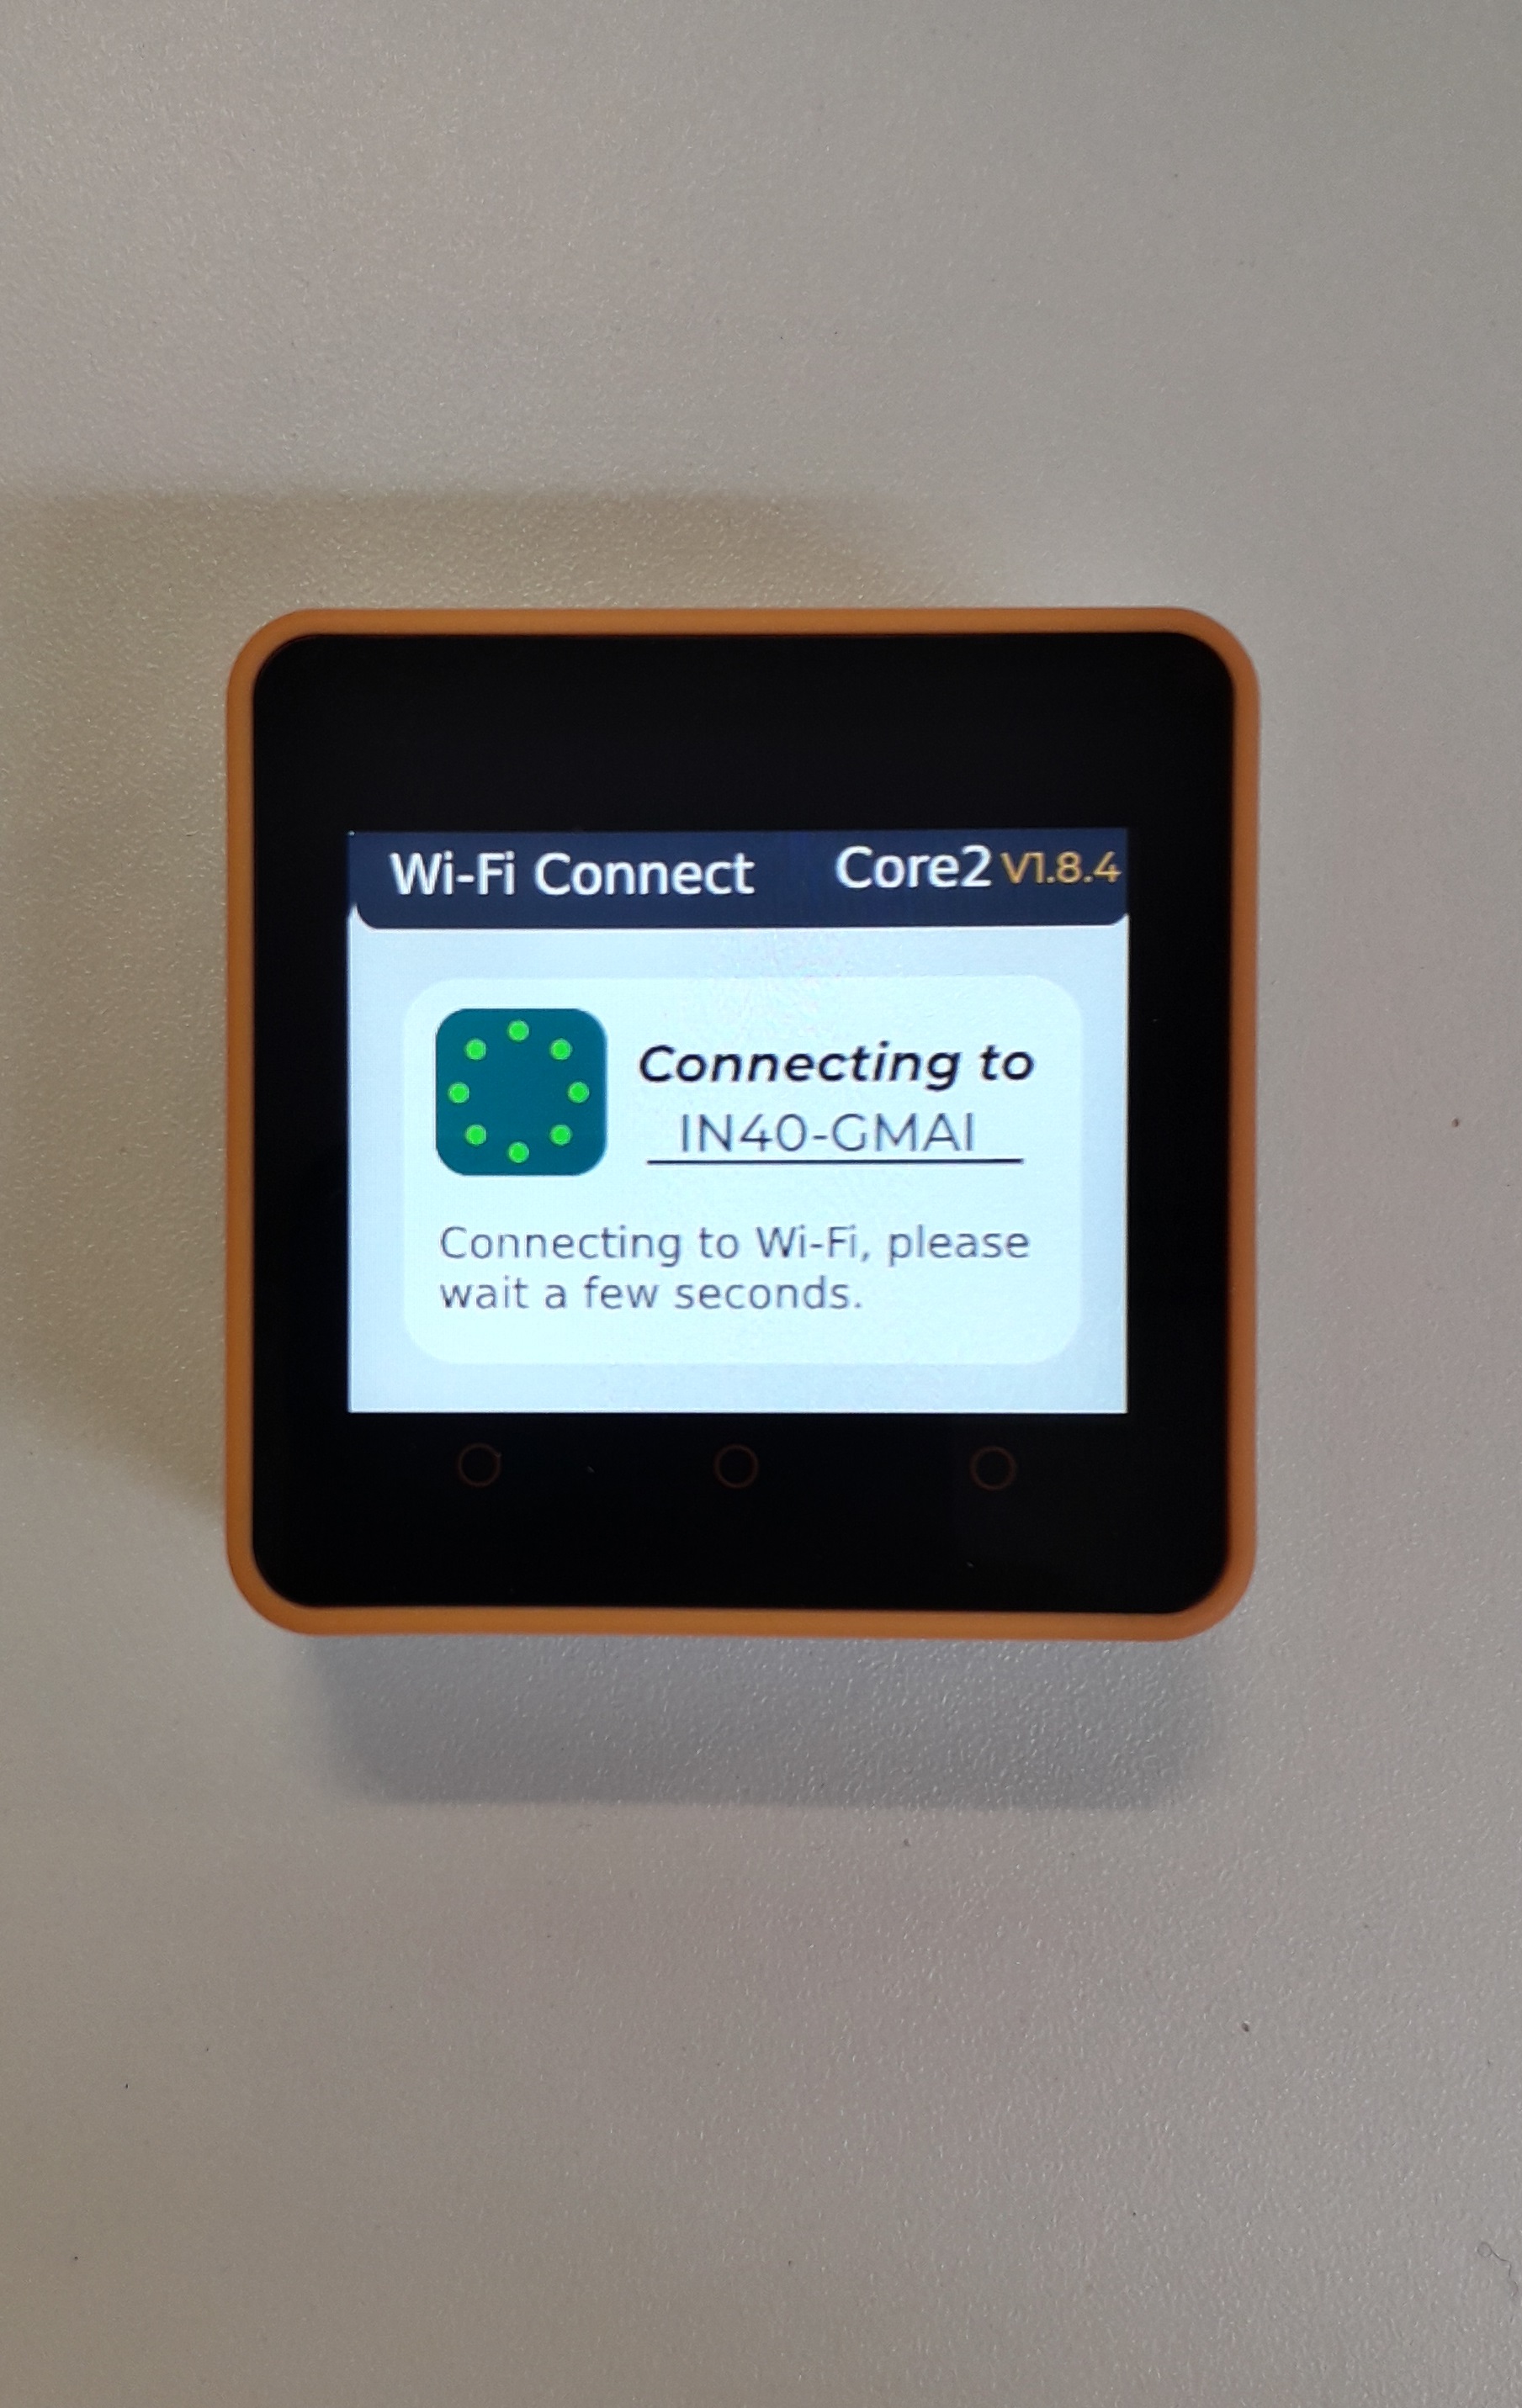 Wi-Fi Connect Core2 V1.8.4
Connecting to
IN40-GMAI
Connecting to Wi-Fi, please
wait a few seconds.